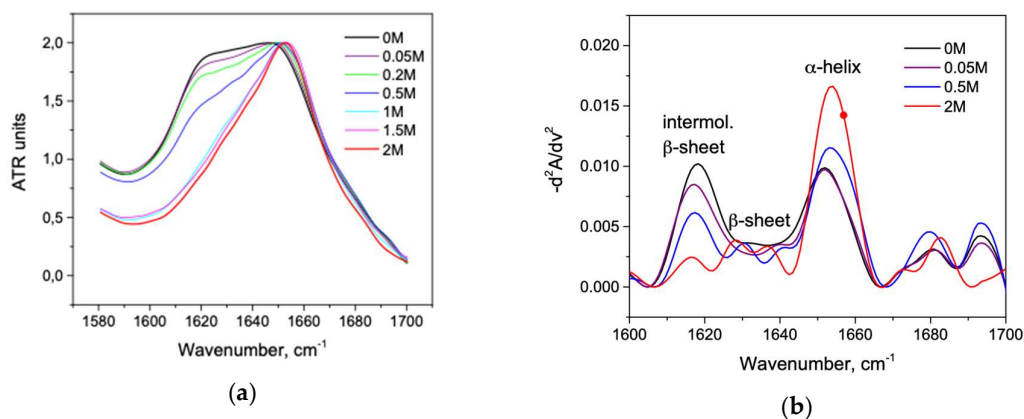 2,0
1,5
1,0
0,5
0,0
ATR units
0M
0.05M
0.2M
0.5M
1M
1.5M
2M
1580 1600 1620 1640 1660 1680 1700
Wavenumber, cm⁻¹
(a)
0.020
0.015
0.010
0.005
0.000
-d²A/dv²
α-helix
intermol.
β-sheet
β-sheet
0M
0.05M
0.5M
2M
1600 1620 1640 1660 1680 1700
Wavenumber, cm⁻¹
(b)